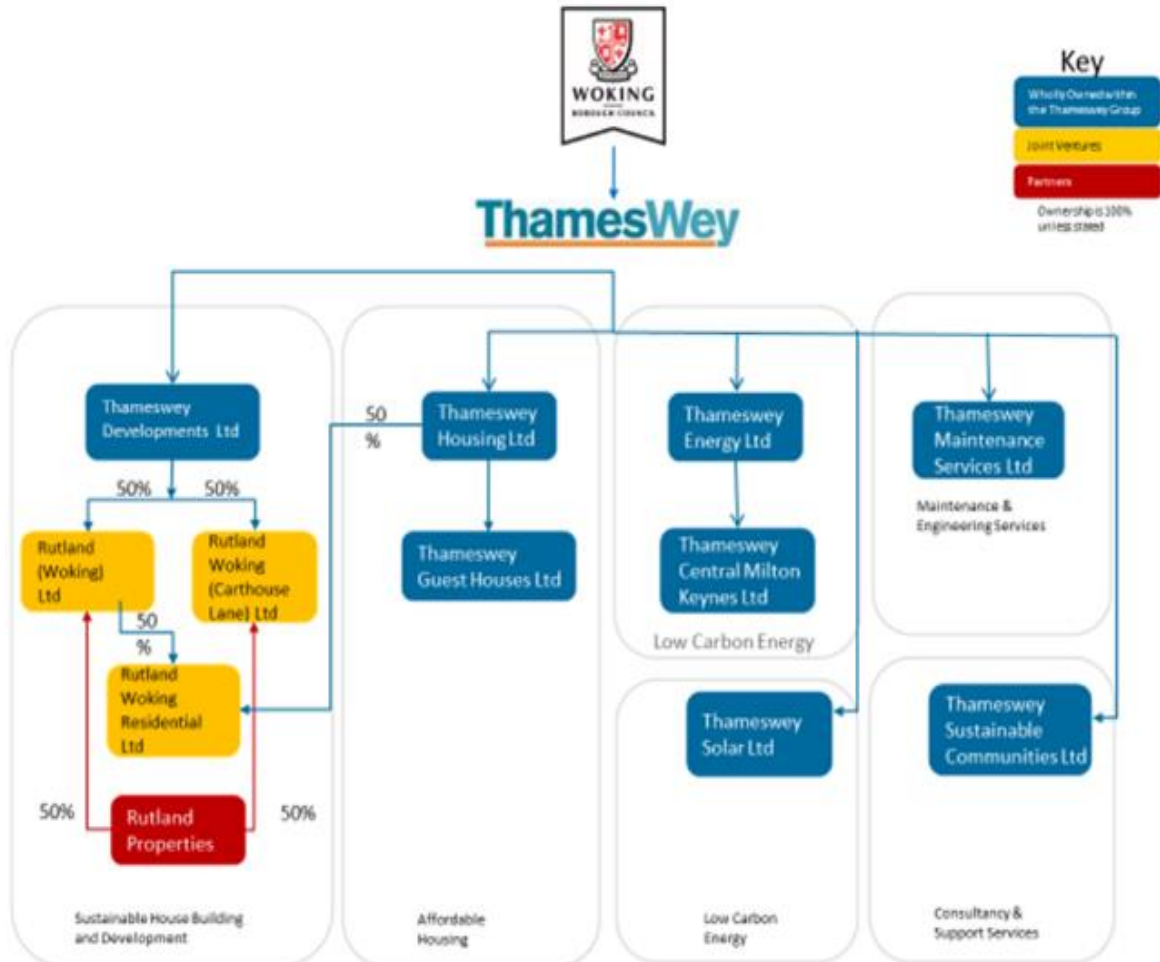 WOKING
BOROUGH COUNCIL
Key
Wholly Owned within
the Thameswey Group
Joint Ventures
Partners
Ownership is 100%
unless stated
ThamesWey
Thameswey
Developments Ltd
50
%
Thameswey
Housing Ltd
Thameswey
Energy Ltd
Thameswey
Maintenance
Services Ltd
Maintenance &
Engineering Services
50%
50%
Rutland
(Woking)
Ltd
Rutland
Woking
(Carthouse
Lane) Ltd
Thameswey
Guest Houses Ltd
Thameswey
Central Milton
Keynes Ltd
Low Carbon Energy
50
%
Rutland
Woking
Residential
Ltd
Thameswey
Solar Ltd
Thameswey
Sustainable
Communities Ltd
50%
Rutland
Properties
50%
Sustainable House Building
and Development
Affordable
Housing
Low Carbon
Energy
Consultancy &
Support Services